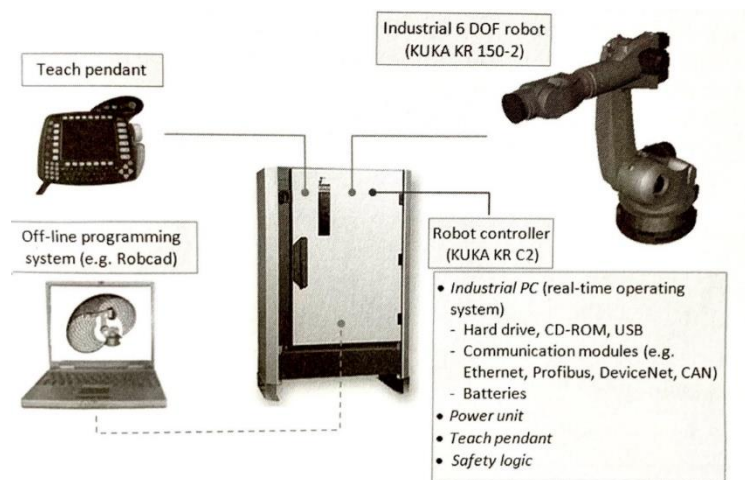 Industrial 6 DOF robot
(KUKA KR 150-2)
Teach pendant
Off-line programming
system (e.g. Robcad)
Robot controller
(KUKA KR C2)
• Industrial PC (real-time operating
system)
- Hard drive, CD-ROM, USB
- Communication modules (e.g.
Ethernet, Profibus, DeviceNet, CAN)
- Batteries
• Power unit
• Teach pendant
• Safety logic